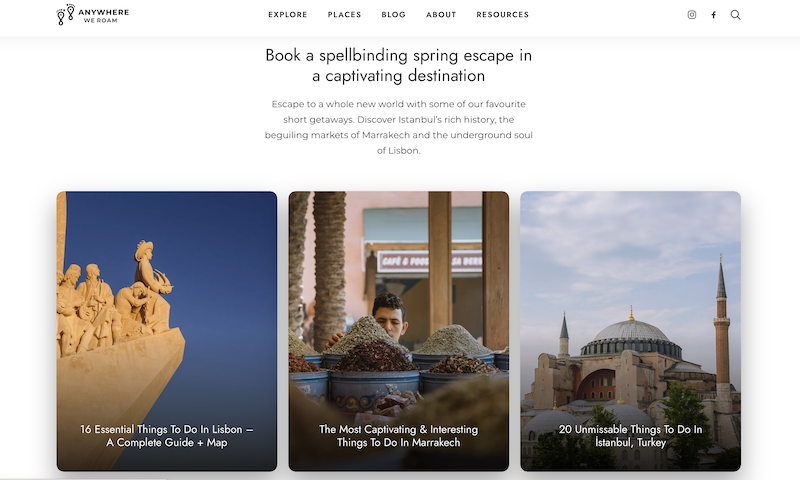 ANYWHERE
WE ROAM
EXPLORE PLACES BLOG ABOUT RESOURCES
Book a spellbinding spring escape in
a captivating destination
Escape to a whole new world with some of our favourite
short getaways. Discover Istanbul's rich history, the
beguiling markets of Marrakech and the underground soul
of Lisbon.
CAFÉ & FOOD
16 Essential Things To Do In Lisbon –
A Complete Guide + Map
The Most Captivating & Interesting
Things To Do In Marrakech
20 Unmissable Things To Do In
İstanbul, Turkey